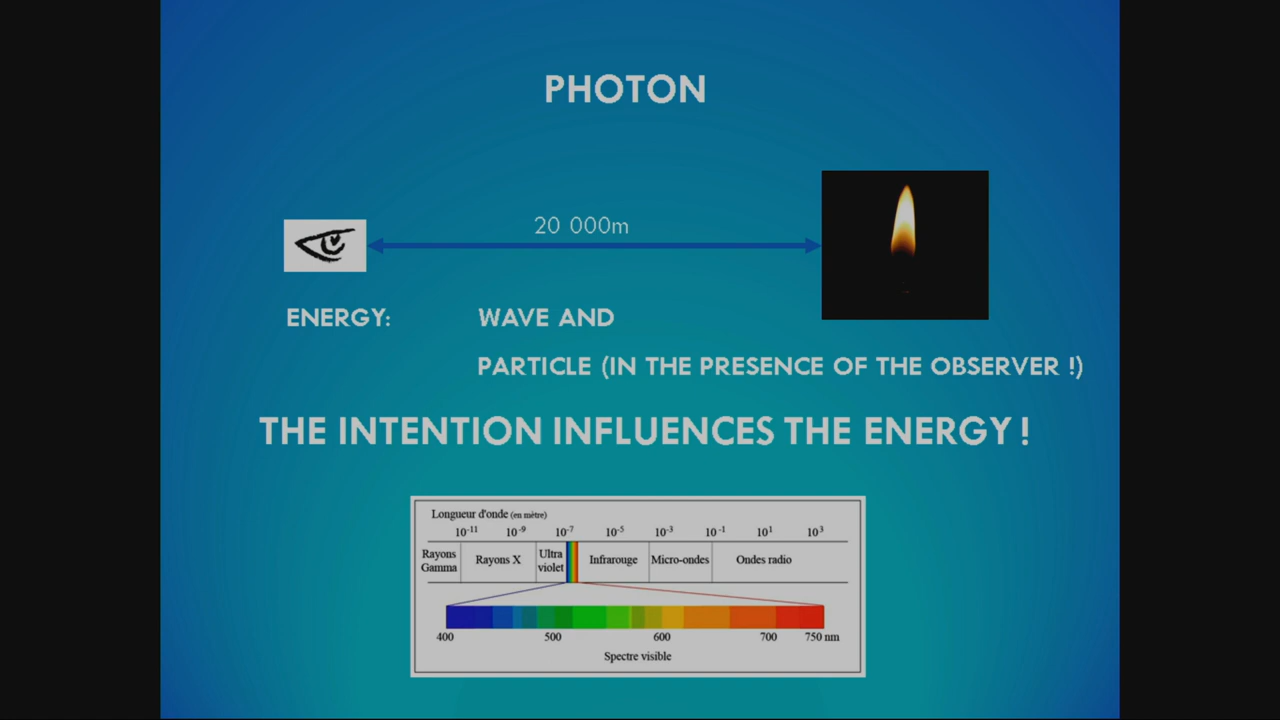 PHOTON
20 000m
ENERGY: WAVE AND
PARTICLE (IN THE PRESENCE OF THE OBSERVER !)
THE INTENTION INFLUENCES THE ENERGY !
Longueur d'onde (en mètre)
10⁻¹¹ 10⁻⁹ 10⁻⁷ 10⁻⁵ 10⁻³ 10⁻¹ 10¹ 10³
Rayons Gamma Rayons X Ultra violet Infrarouge Micro-ondes Ondes radio
400 500 600 700 750 nm
Spectre visible